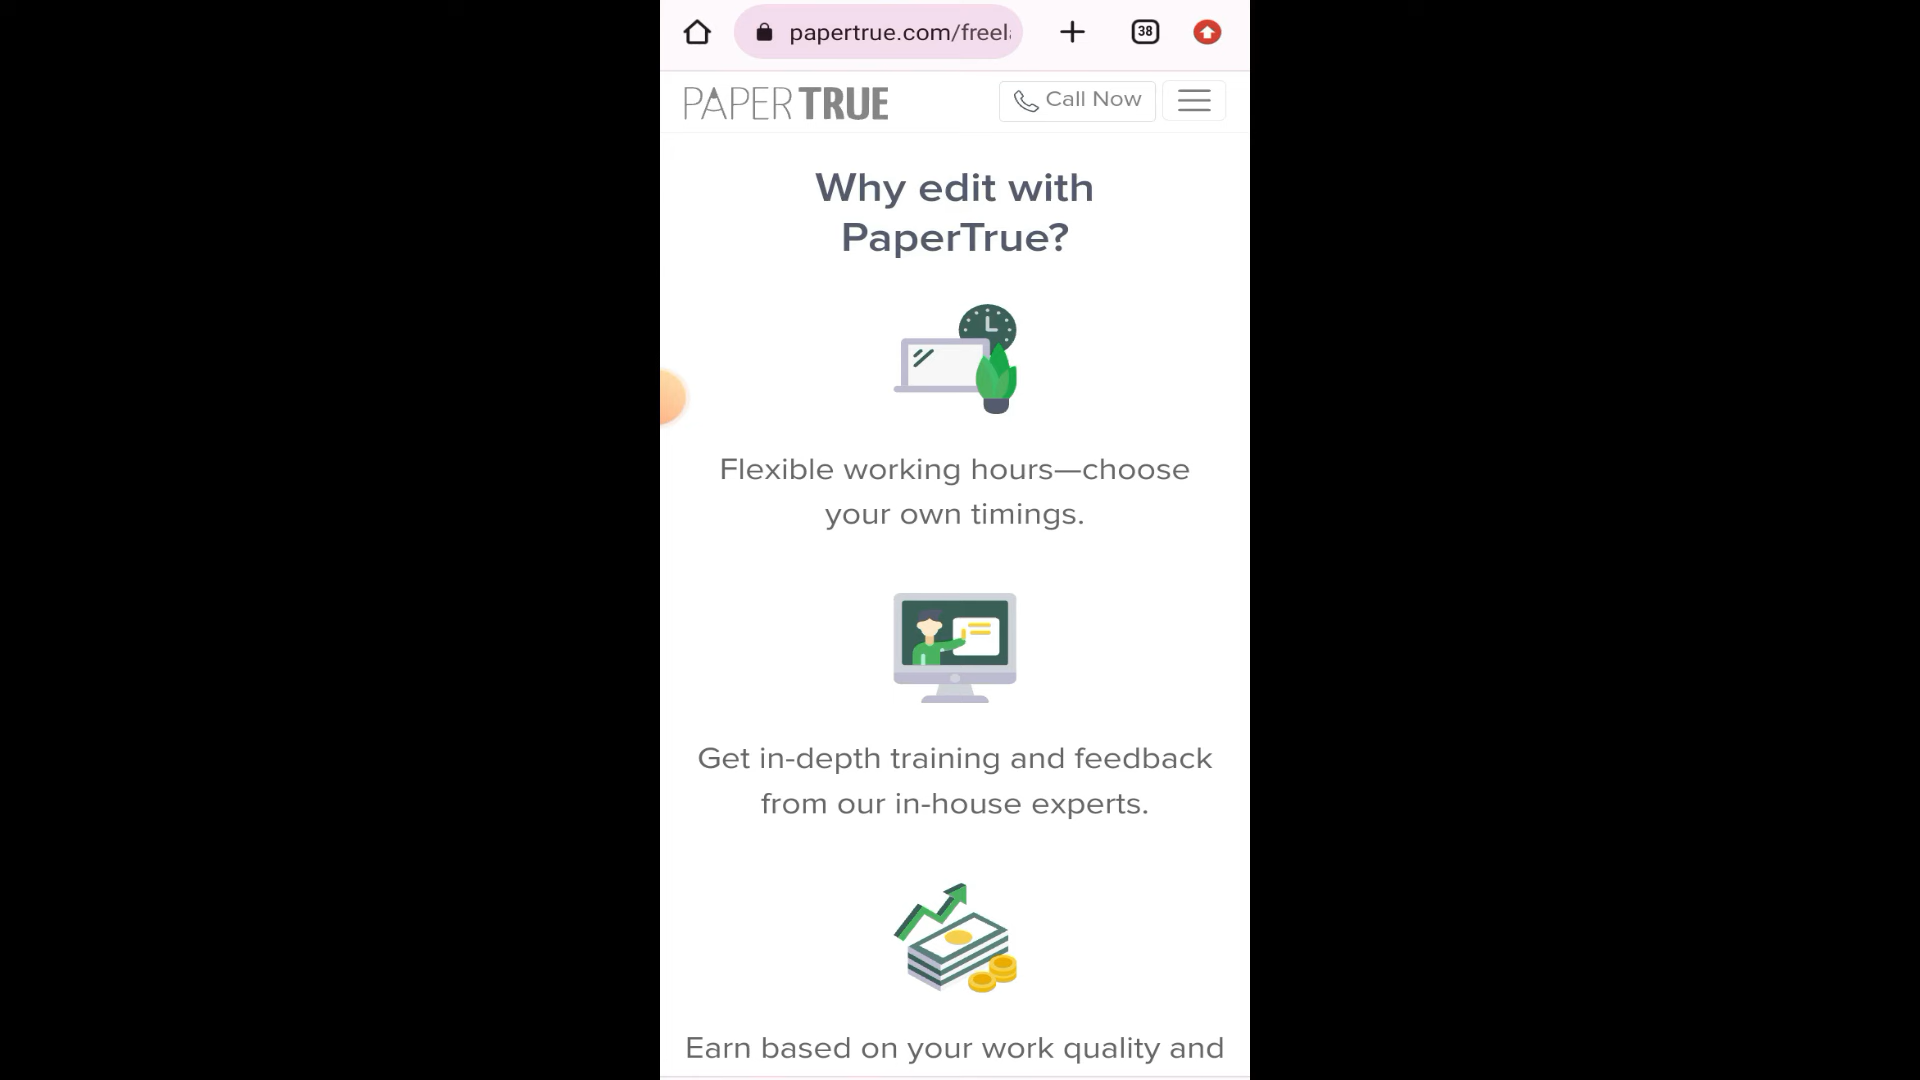 papertrue.com/freel
38
PAPERTRUE
Call Now
Why edit with
PaperTrue?
Flexible working hours—choose
your own timings.
Get in-depth training and feedback
from our in-house experts.
Earn based on your work quality and